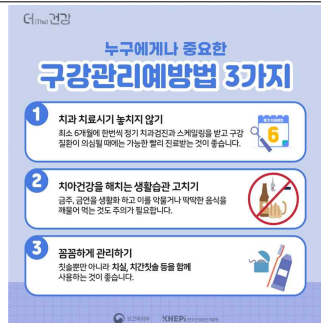 더(the)건강
누구에게나 중요한
구강관리예방법 3가지
1
치과 치료시기 놓치지 않기
최소 6개월에 한번씩 정기 치과검진과 스케일링을 받고 구강
질환이 의심될 때에는 가능한 빨리 진료받는 것이 좋습니다.
6
2
치아건강을 해치는 생활습관 고치기
금주, 금연을 생활화 하고 이를 악물거나 딱딱한 음식을
깨물어 먹는 것도 주의가 필요합니다.
3
꼼꼼하게 관리하기
칫솔뿐만 아니라 치실, 치간칫솔 등을 함께
사용하는 것이 좋습니다.
보건복지부 KHEPI 한국건강증진개발원